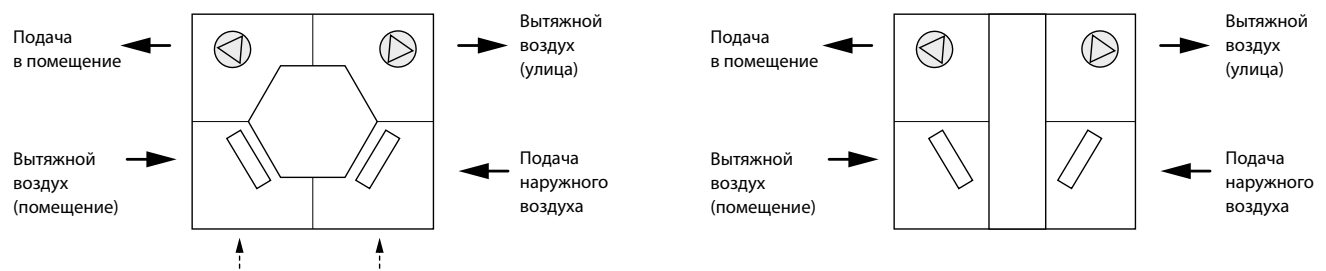 Подача
в помещение
Вытяжной
воздух
(улица)
Вытяжной
воздух
(помещение)
Подача
наружного
воздуха
Подача
в помещение
Вытяжной
воздух
(улица)
Вытяжной
воздух
(помещение)
Подача
наружного
воздуха